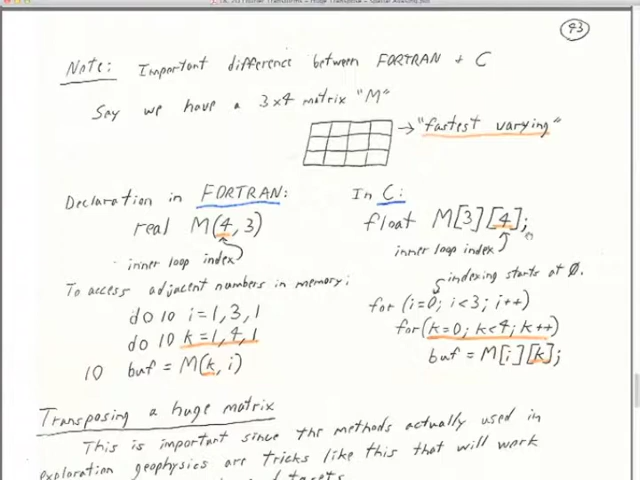 93
Note: Important difference between FORTRAN + C
Say we have a 3x4 matrix "M"
→ "fastest varying"
Declaration in FORTRAN:
real M(4,3)
inner loop index
To access adjacent numbers in memory:
do 10 i=1,3,1
do 10 k=1,4,1
10 buf = M(k,i)
In C:
float M[3][4];
inner loop index
indexing starts at 0.
for (i=0; i<3; i++)
for(k=0; k<4; k++)
buf = M[i][k];
Transposing a huge matrix
This is important since the methods actually used in
exploration geophysics are tricks like this that will work